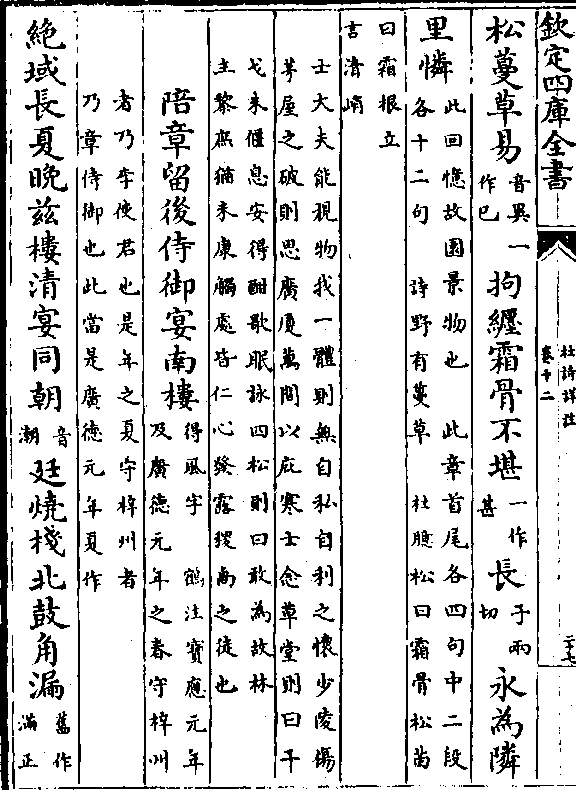 欽定四庫全書
杜詩詳註
卷十二
二十七
松蔓草易音異一作已拘纏霜骨不堪一作甚長子兩切永為隣
里憐此回憶故園景物也　此章首尾各四句中二段
各十二句　詩野有蔓草　杜臆松曰霜骨松苗
曰霜根立
言清峭
士大夫能視物我一體則無自私自利之懷少陵傷
茅屋之破則思廣厦萬間以庇寒士念草堂則曰干
戈未偃息安得酣歌眠詠四松則曰敢為故林
主黎庶猶未康觸處皆仁心發露稷卨之徒也
陪章留後侍御宴南樓得風字　鶴注寶應元年
及廣德元年之春守梓州
者乃李使君也是年之夏守梓州者
乃章侍御也此當是廣德元年夏作
絶域長夏晚茲樓清宴同朝音潮廷燒棧北鼓角漏舊作滿正